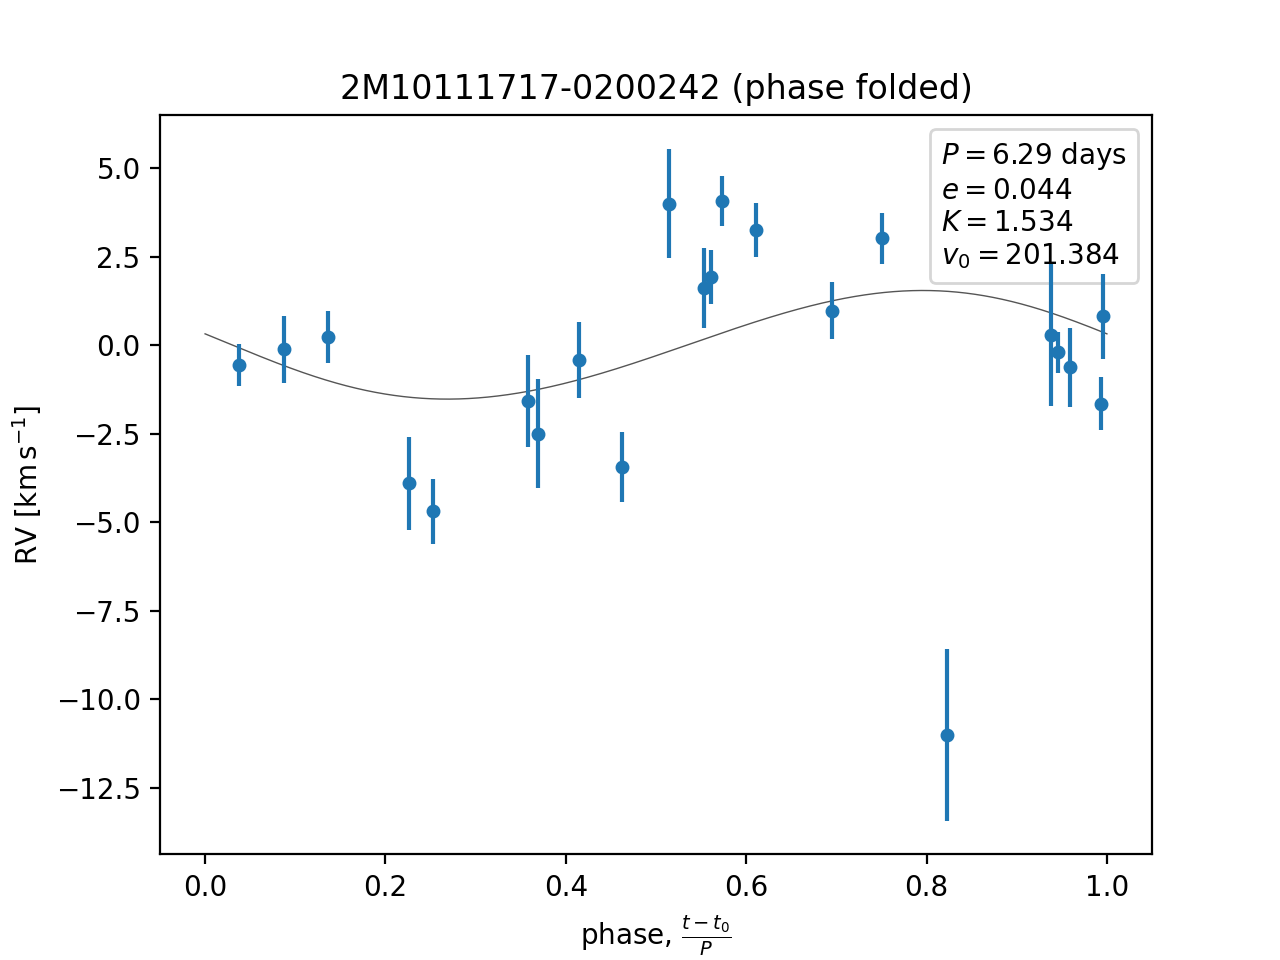 2M10111717-0200242 (phase folded)
P = 6.29 days
e = 0.044
K = 1.534
v₀ = 201.384
5.0
2.5
0.0
−2.5
−5.0
−7.5
−10.0
−12.5
RV [km s⁻¹]
0.0 0.2 0.4 0.6 0.8 1.0
phase, (t − t₀)/P